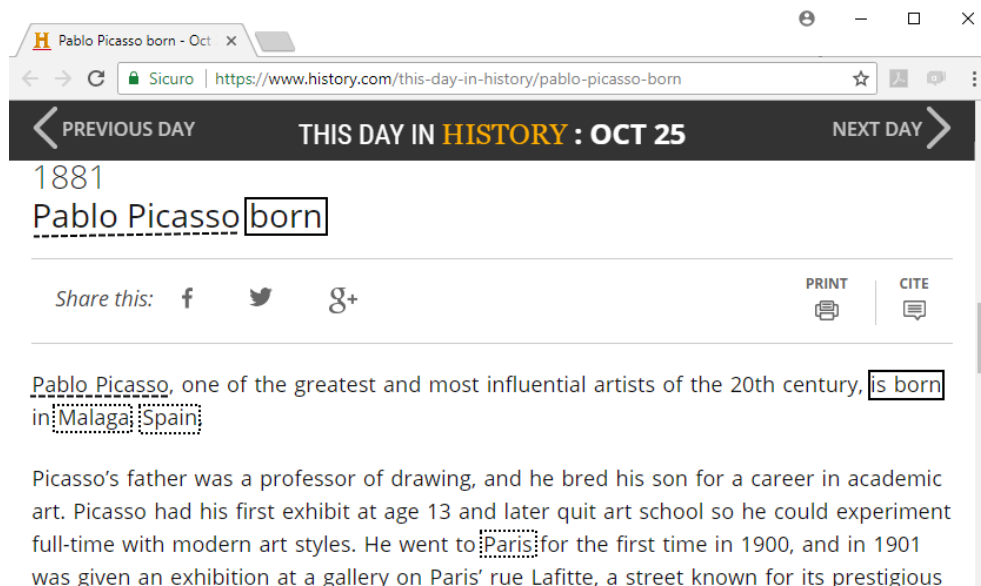 Pablo Picasso born - Oct
Sicuro | https://www.history.com/this-day-in-history/pablo-picasso-born
PREVIOUS DAY THIS DAY IN HISTORY : OCT 25 NEXT DAY
1881
Pablo Picasso born
Share this: f g+ PRINT CITE
Pablo Picasso, one of the greatest and most influential artists of the 20th century, is born
in Malaga, Spain.
Picasso’s father was a professor of drawing, and he bred his son for a career in academic
art. Picasso had his first exhibit at age 13 and later quit art school so he could experiment
full-time with modern art styles. He went to Paris for the first time in 1900, and in 1901
was given an exhibition at a gallery on Paris’ rue Lafitte, a street known for its prestigious